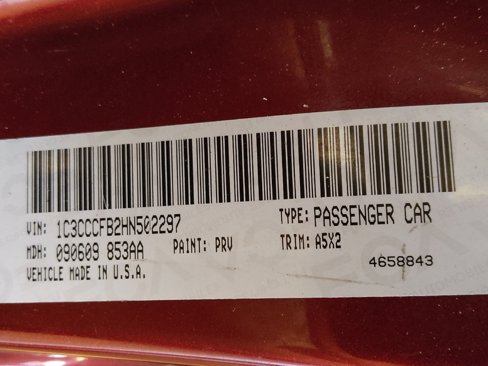 VIN: 1C3CCCFB2HN502297 TYPE: PASSENGER CAR
MDH: 090609 853AA PAINT: PRV TRIM: A5X2
VEHICLE MADE IN U.S.A. 4658843